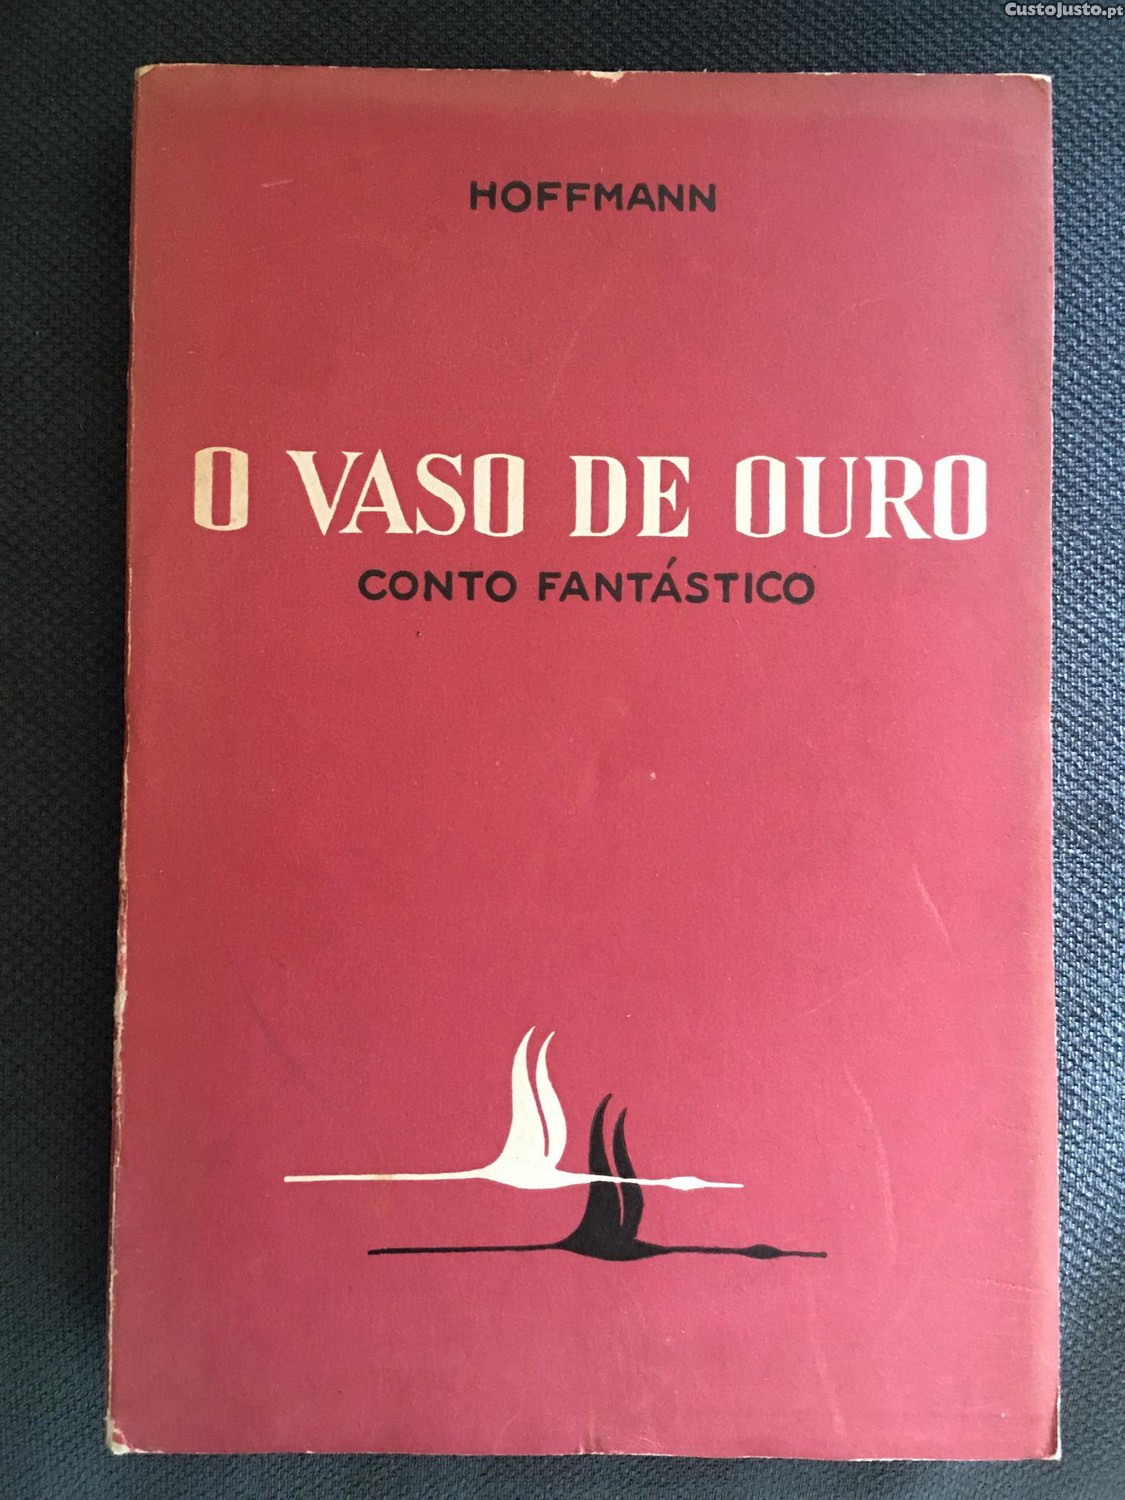 CustoJusto.pt
HOFFMANN
O VASO DE OURO
CONTO FANTÁSTICO